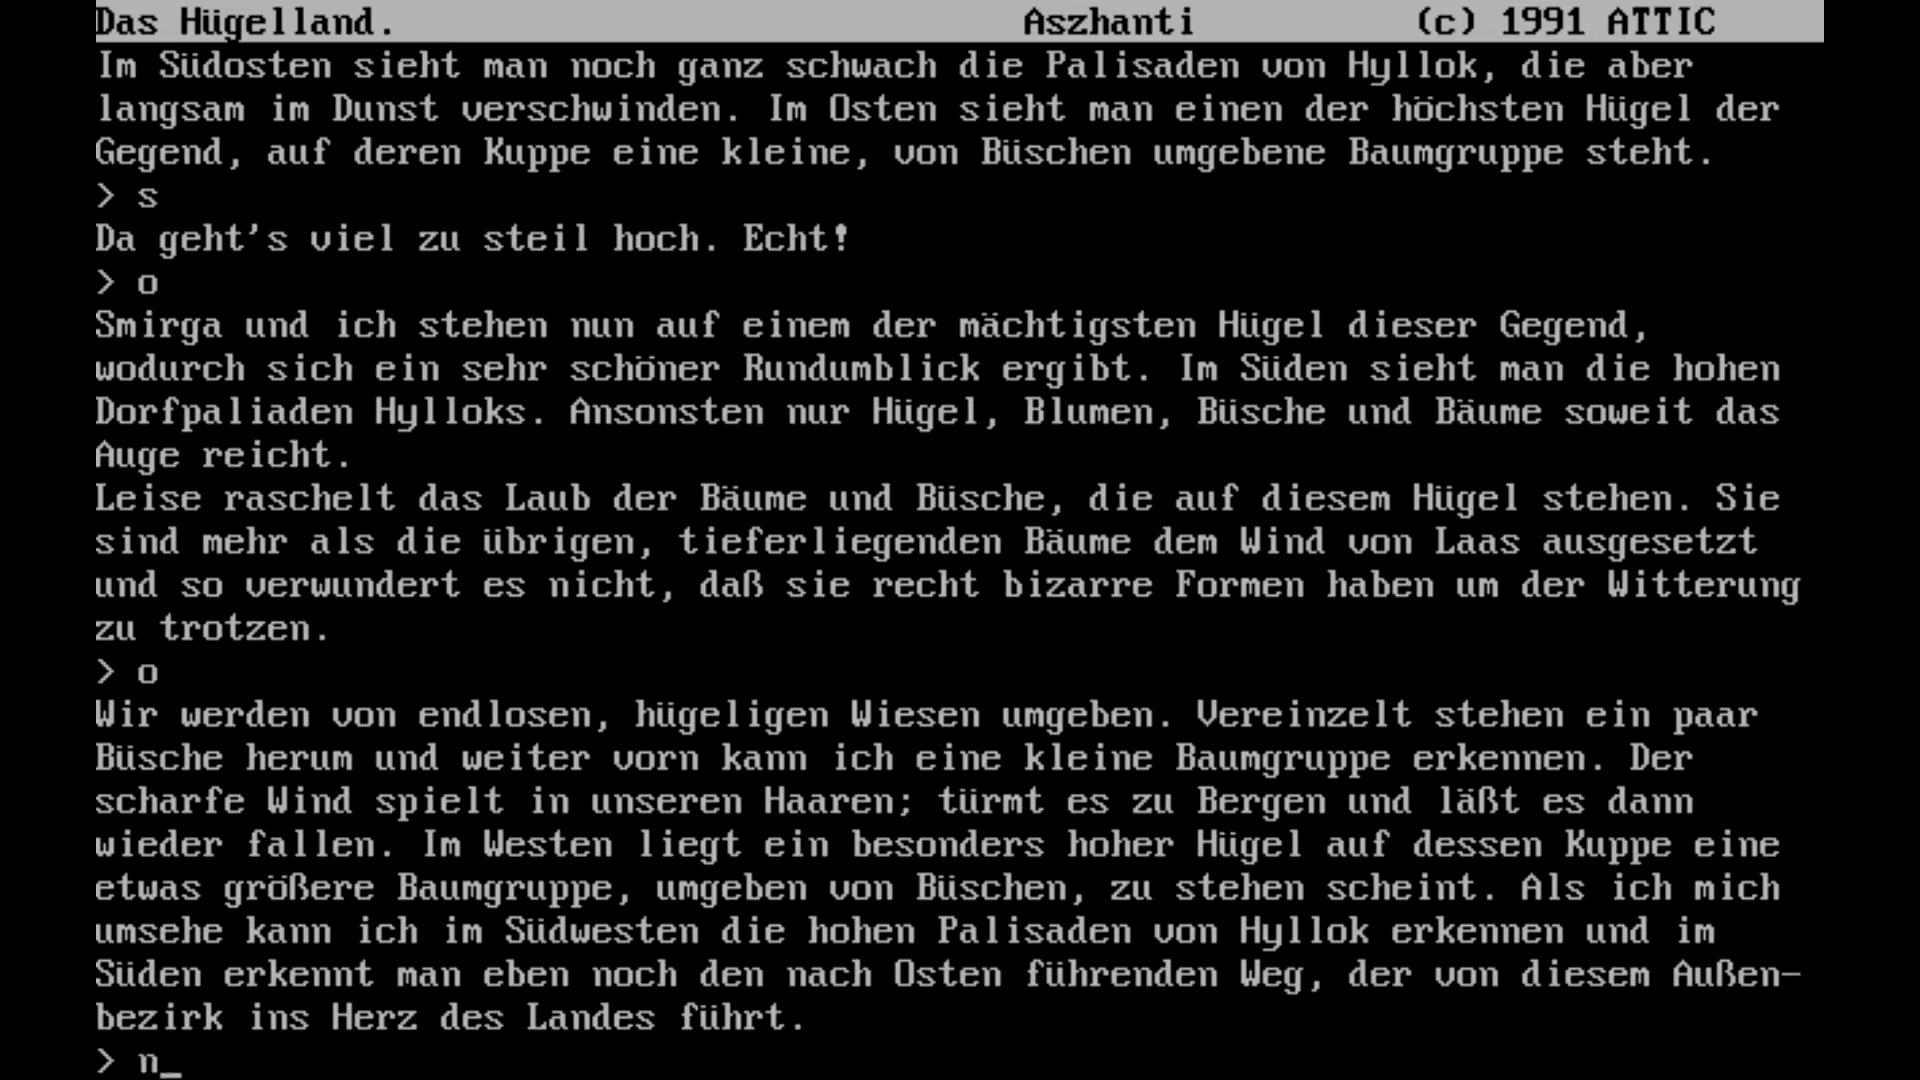 Das Hügelland. Aszhanti (c) 1991 ATTIC
Im Südosten sieht man noch ganz schwach die Palisaden von Hyllok, die aber
langsam im Dunst verschwinden. Im Osten sieht man einen der höchsten Hügel der
Gegend, auf deren Kuppe eine kleine, von Büschen umgebene Baumgruppe steht.
> s
Da geht's viel zu steil hoch. Echt!
> o
Smirga und ich stehen nun auf einem der mächtigsten Hügel dieser Gegend,
wodurch sich ein sehr schöner Rundumblick ergibt. Im Süden sieht man die hohen
Dorfpaliaden Hylloks. Ansonsten nur Hügel, Blumen, Büsche und Bäume soweit das
Auge reicht.
Leise raschelt das Laub der Bäume und Büsche, die auf diesem Hügel stehen. Sie
sind mehr als die übrigen, tieferliegenden Bäume dem Wind von Laas ausgesetzt
und so verwundert es nicht, daß sie recht bizarre Formen haben um der Witterung
zu trotzen.
> o
Wir werden von endlosen, hügeligen Wiesen umgeben. Vereinzelt stehen ein paar
Büsche herum und weiter vorn kann ich eine kleine Baumgruppe erkennen. Der
scharfe Wind spielt in unseren Haaren; türmt es zu Bergen und läßt es dann
wieder fallen. Im Westen liegt ein besonders hoher Hügel auf dessen Kuppe eine
etwas größere Baumgruppe, umgeben von Büschen, zu stehen scheint. Als ich mich
umsehe kann ich im Südwesten die hohen Palisaden von Hyllok erkennen und im
Süden erkennt man eben noch den nach Osten führenden Weg, der von diesem Außen-
bezirk ins Herz des Landes führt.
> n_